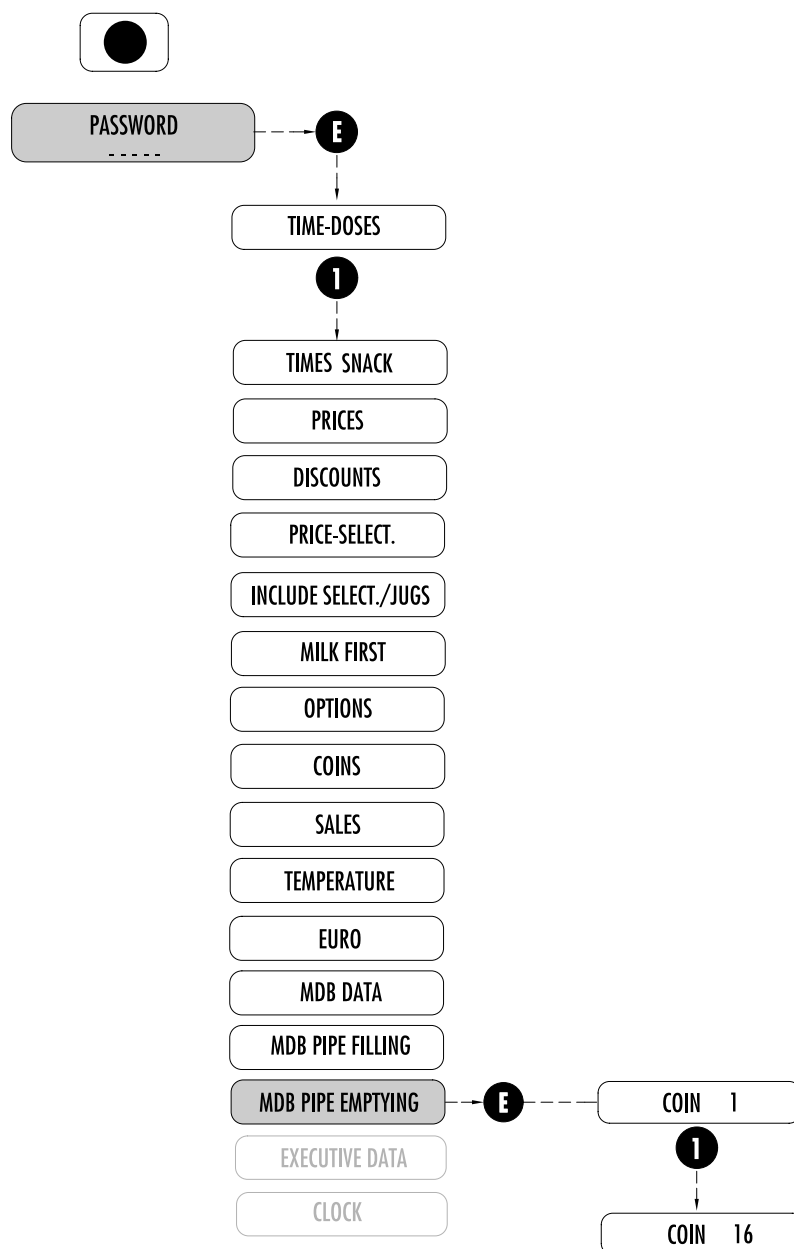 PASSWORD
- - - - -
E
TIME-DOSES
1
TIMES SNACK
PRICES
DISCOUNTS
PRICE-SELECT.
INCLUDE SELECT./JUGS
MILK FIRST
OPTIONS
COINS
SALES
TEMPERATURE
EURO
MDB DATA
MDB PIPE FILLING
MDB PIPE EMPTYING
E
COIN 1
1
COIN 16
EXECUTIVE DATA
CLOCK